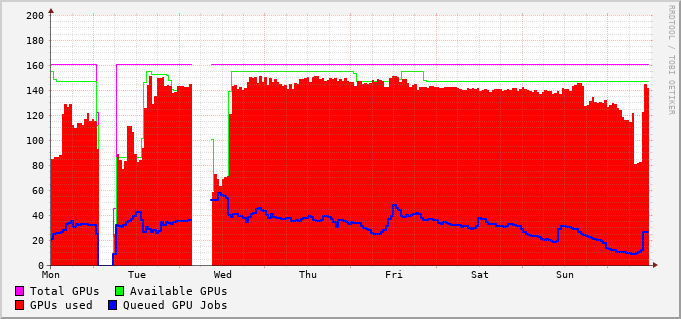 200
180
160
140
120
100
80
60
40
20
0
Mon Tue Wed Thu Fri Sat Sun
Total GPUs Available GPUs
GPUs used Queued GPU Jobs
RRDTOOL / TOBI OETIKER